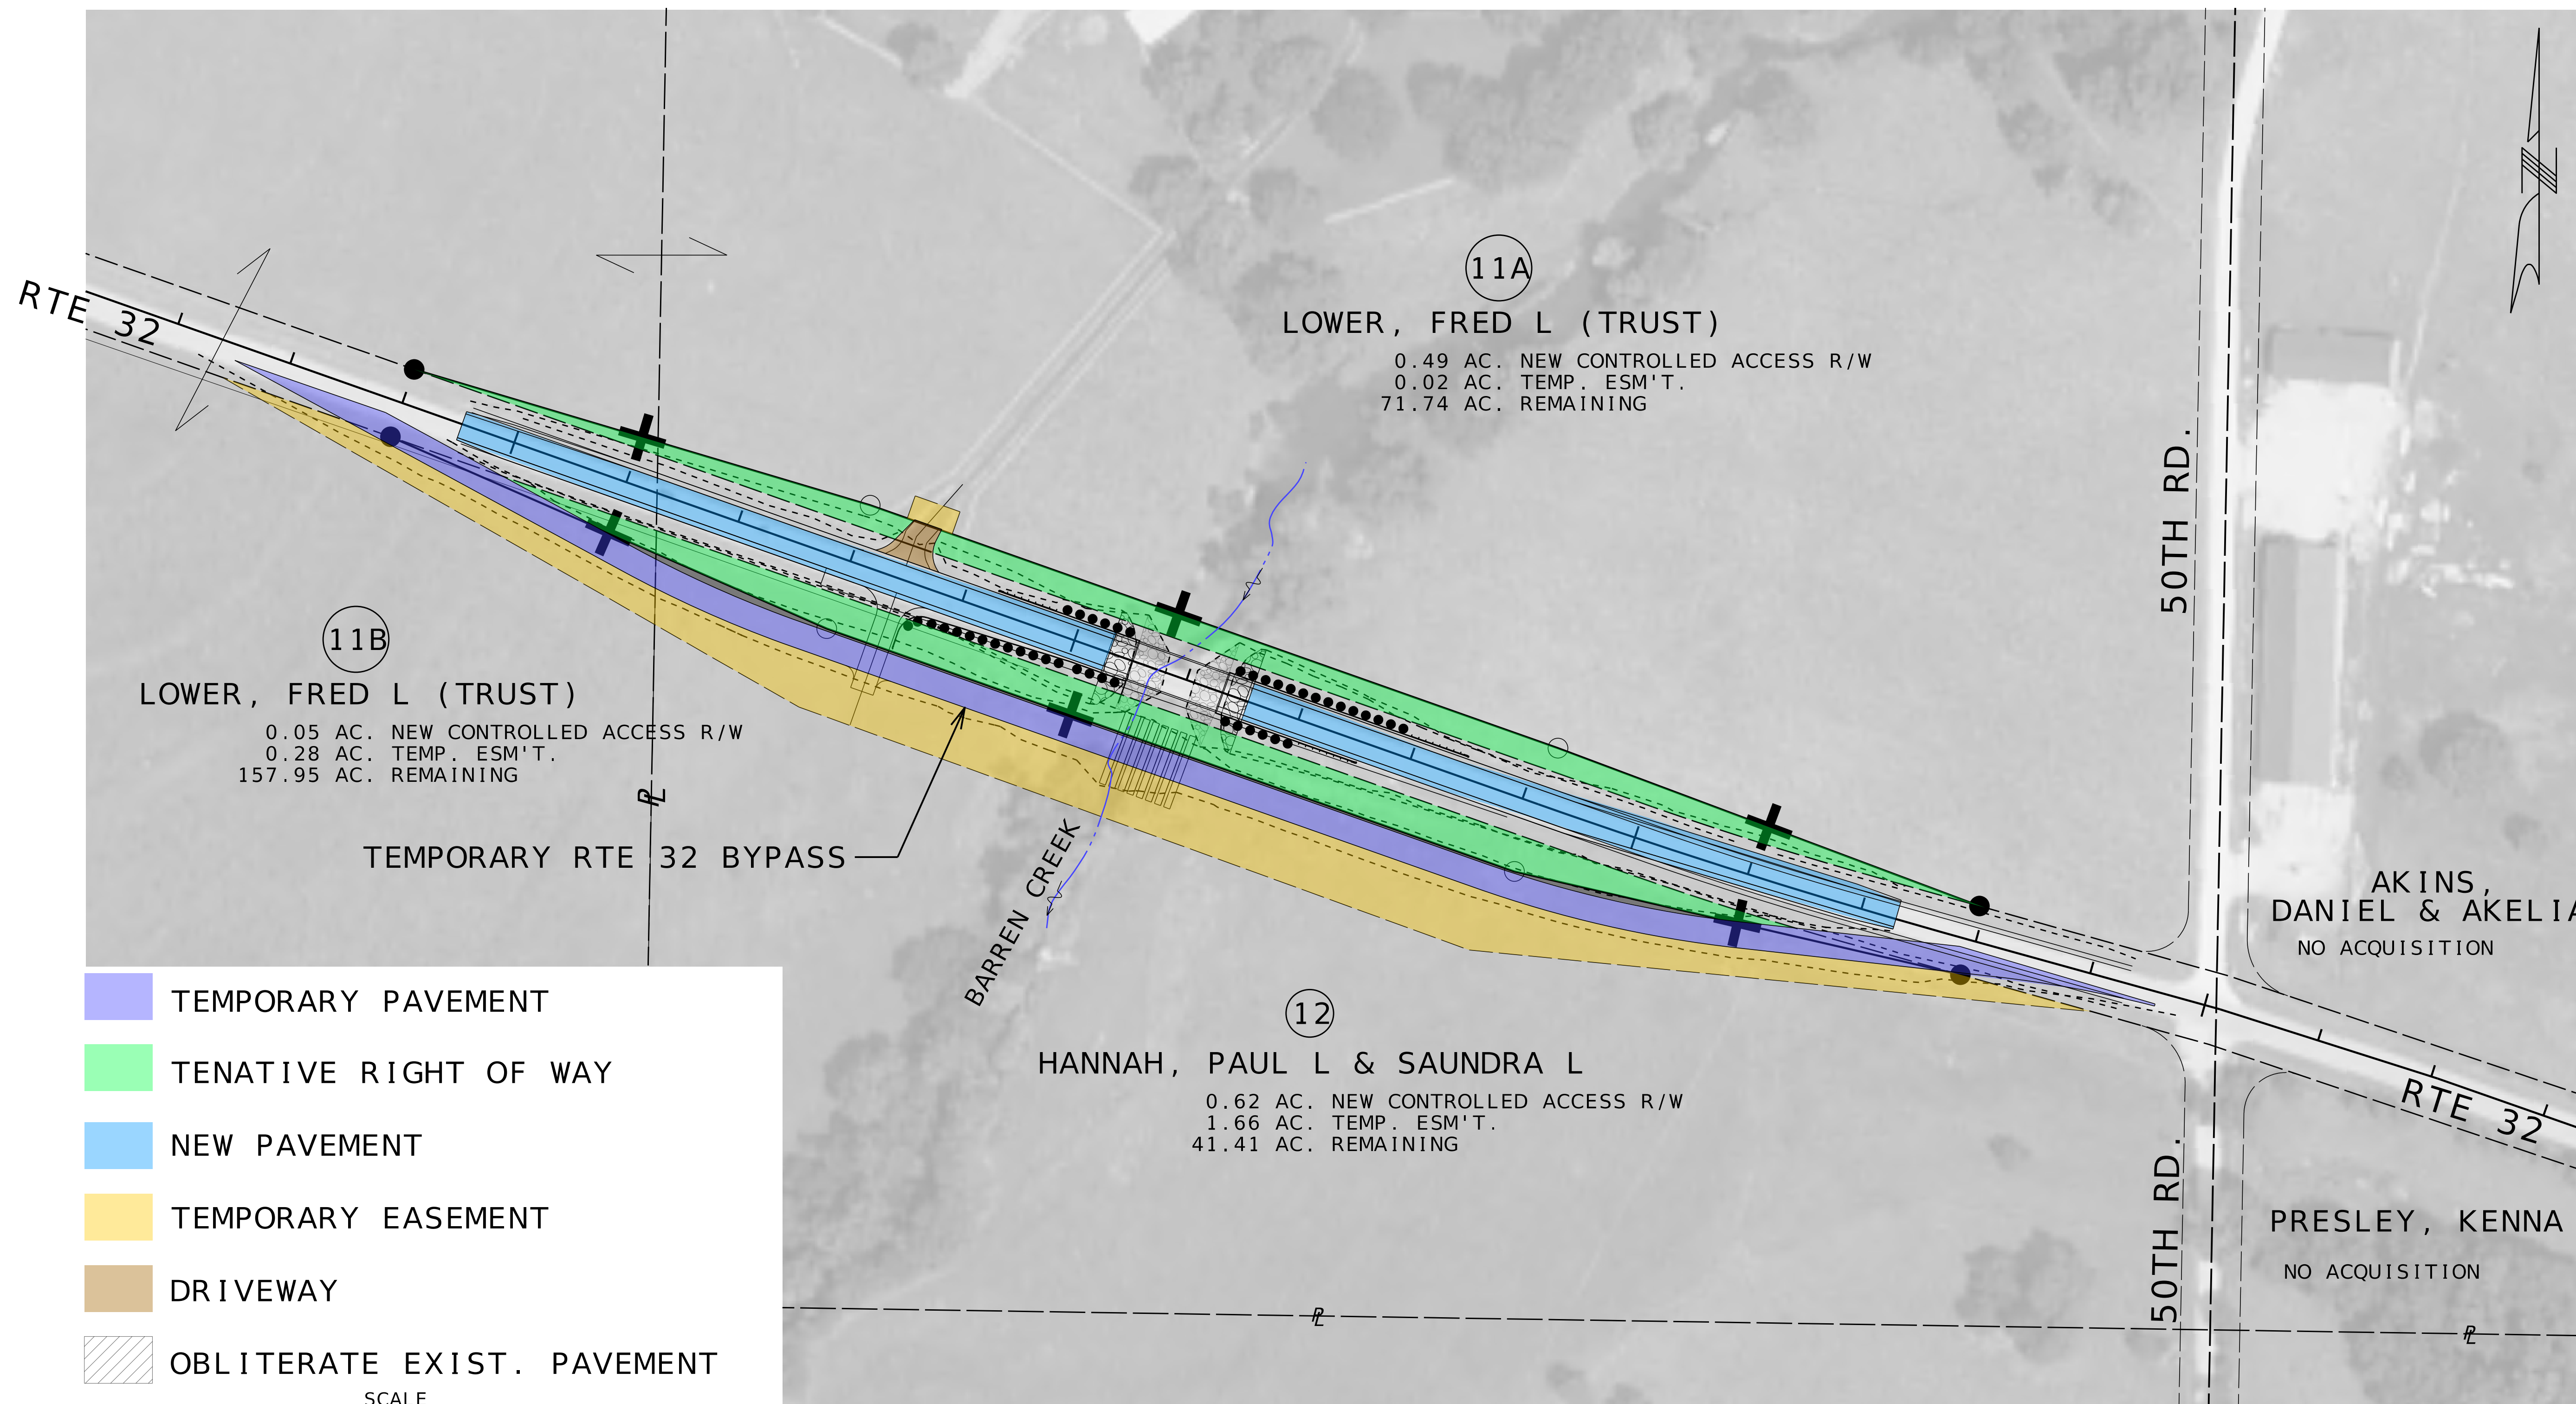 RTE 32
11A
LOWER, FRED L (TRUST)
0.49 AC. NEW CONTROLLED ACCESS R/W
0.02 AC. TEMP. ESM'T.
71.74 AC. REMAINING
50TH RD.
11B
LOWER, FRED L (TRUST)
0.05 AC. NEW CONTROLLED ACCESS R/W
0.28 AC. TEMP. ESM'T.
157.95 AC. REMAINING
PL
TEMPORARY RTE 32 BYPASS
BARREN CREEK
AKINS,
DANIEL & AKELIA
NO ACQUISITION
12
HANNAH, PAUL L & SAUNDRA L
0.62 AC. NEW CONTROLLED ACCESS R/W
1.66 AC. TEMP. ESM'T.
41.41 AC. REMAINING
RTE 32
50TH RD.
PRESLEY, KENNA
NO ACQUISITION
PL
PL
TEMPORARY PAVEMENT
TENATIVE RIGHT OF WAY
NEW PAVEMENT
TEMPORARY EASEMENT
DRIVEWAY
OBLITERATE EXIST. PAVEMENT
SCALE